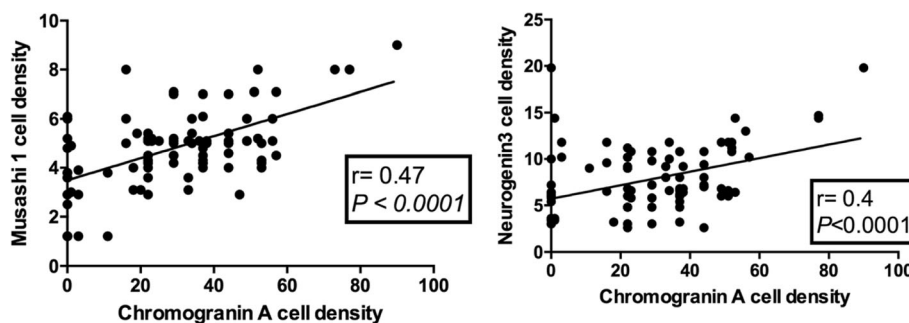 Musashi 1 cell density
10
8
6
4
2
0
0 20 40 60 80 100
Chromogranin A cell density
r= 0.47
P < 0.0001
Neurogenin3 cell density
25
20
15
10
5
0
0 20 40 60 80 100
Chromogranin A cell density
r= 0.4
P<0.0001